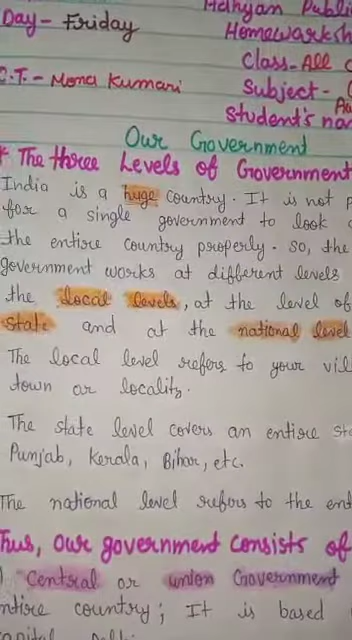 Day- Friday
Homewarksh
Class- All
C.T.- Mona Kumari
Subject-
Student's nam
Our Government
* The three Levels of Government
India is a huge country. It is not p
for a single government to look
the entire country properly. So, the
government works at different levels
the local levels, at the level of
state and at the national level
The local level refers to your vill
town or locality.
The state level covers an entire sta
Punjab, Kerala, Bihar, etc.
The national level refers to the ent
Thus, our government consists of
Central or union Government
entire country; It is based